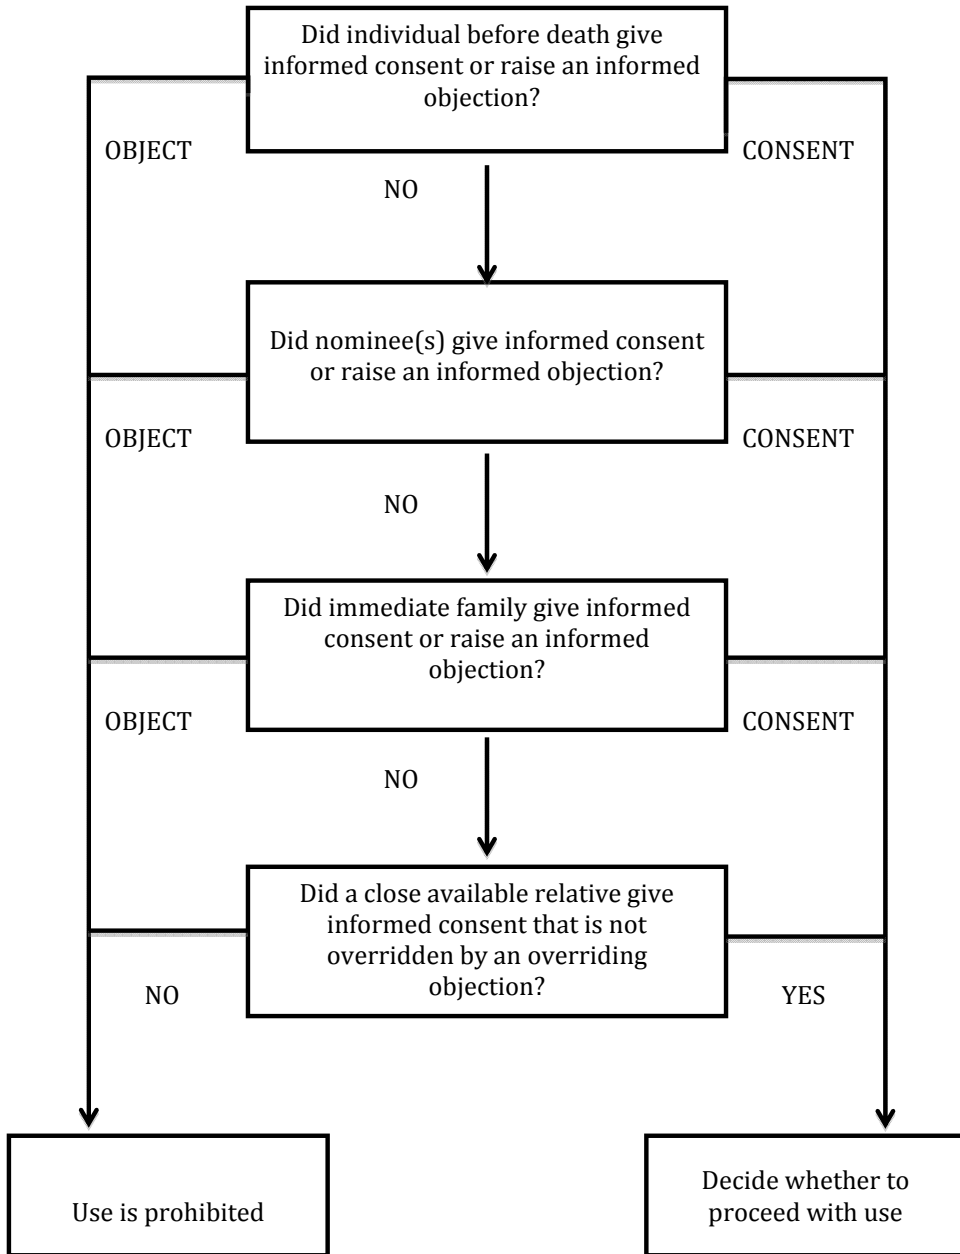 Did individual before death give
informed consent or raise an informed
objection?
OBJECT
CONSENT
NO
Did nominee(s) give informed consent
or raise an informed objection?
OBJECT
CONSENT
NO
Did immediate family give informed
consent or raise an informed
objection?
OBJECT
CONSENT
NO
Did a close available relative give
informed consent that is not
overridden by an overriding
objection?
NO
YES
Use is prohibited
Decide whether to
proceed with use